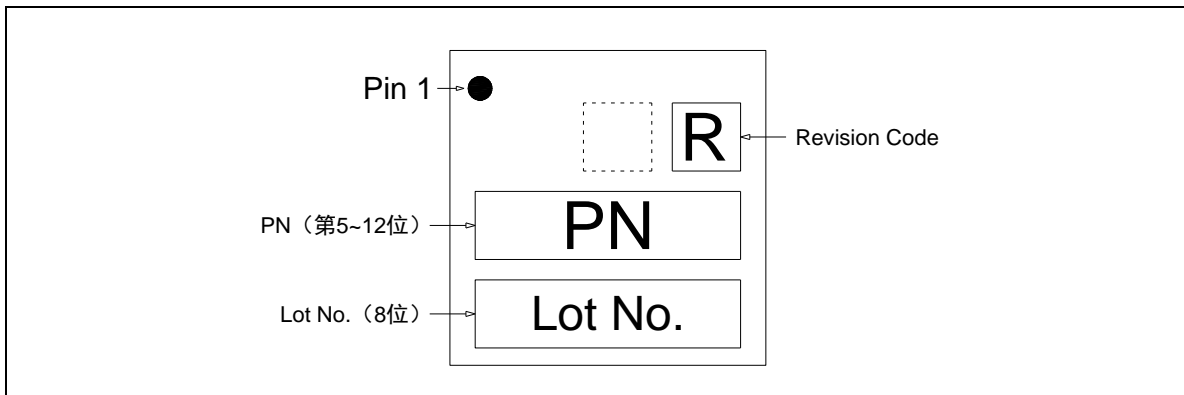 Pin 1
R
Revision Code
PN（第5~12位）
PN
Lot No.（8位）
Lot No.